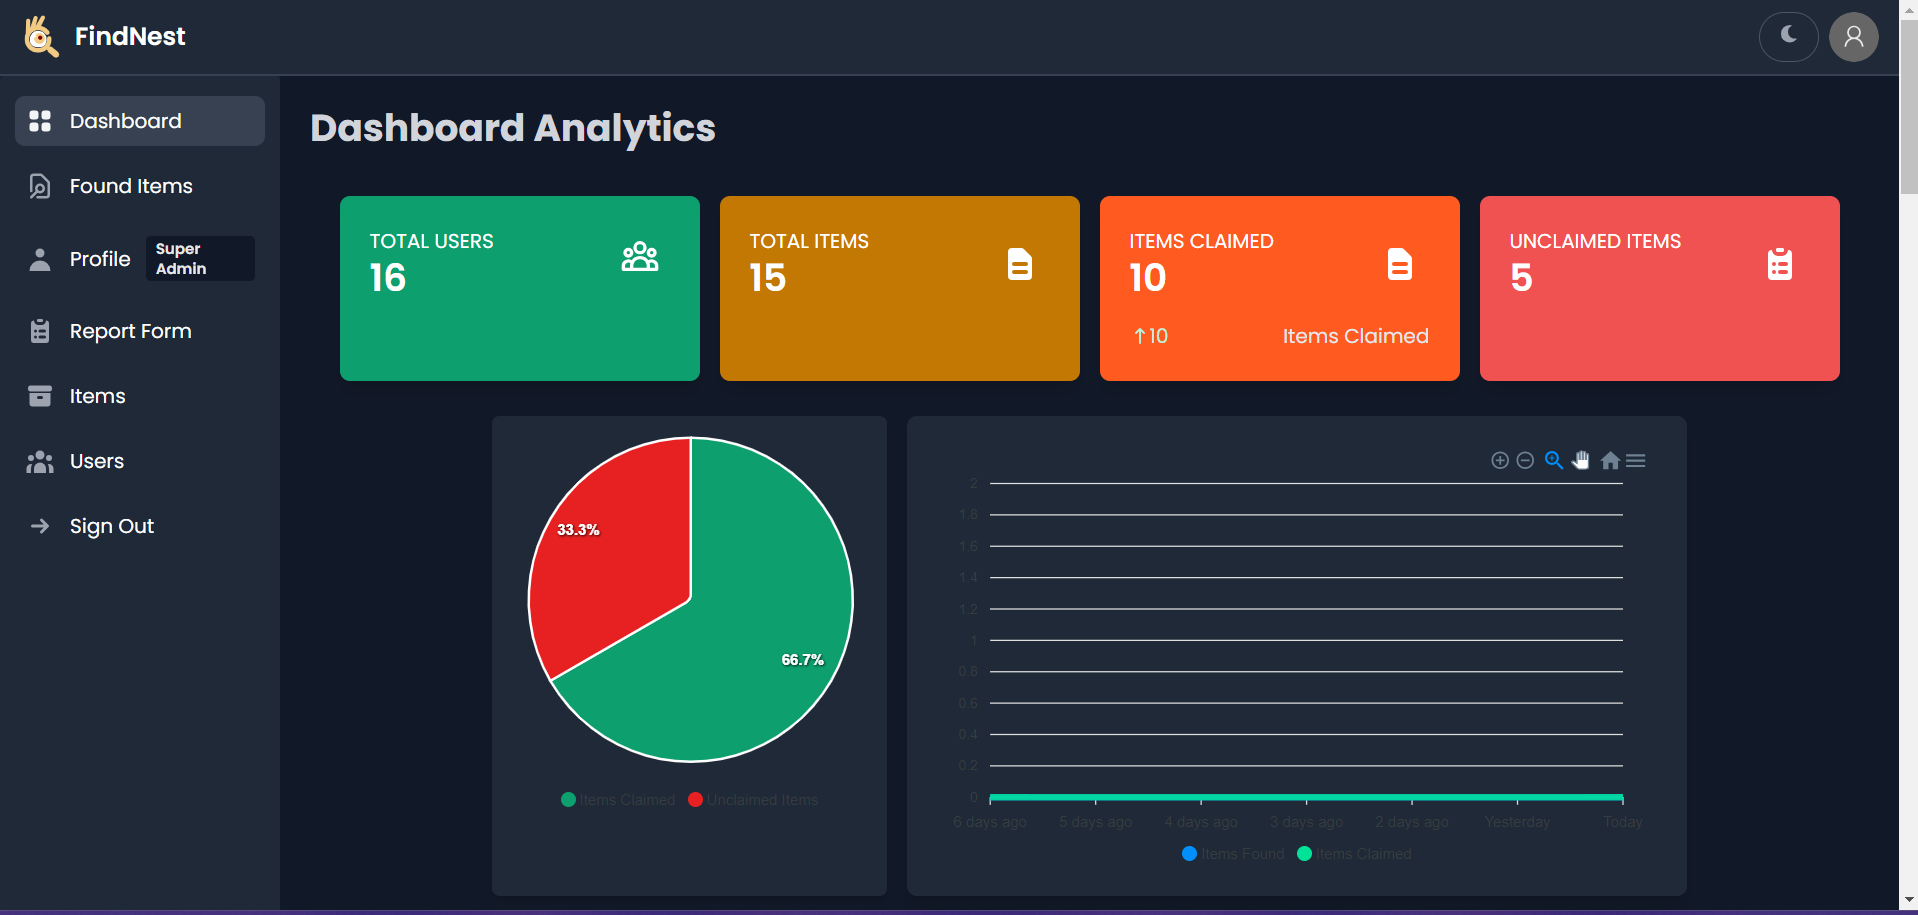 FindNest
Dashboard
Found Items
Profile
Super
Admin
Report Form
Items
Users
Sign Out
Dashboard Analytics
TOTAL USERS
16
TOTAL ITEMS
15
ITEMS CLAIMED
10
↑10
Items Claimed
UNCLAIMED ITEMS
5
33.3%
66.7%
Items Claimed
Unclaimed Items
2
1.8
1.6
1.4
1.2
1
0.8
0.6
0.4
0.2
0
6 days ago
5 days ago
4 days ago
3 days ago
2 days ago
Yesterday
Today
Items Found
Items Claimed